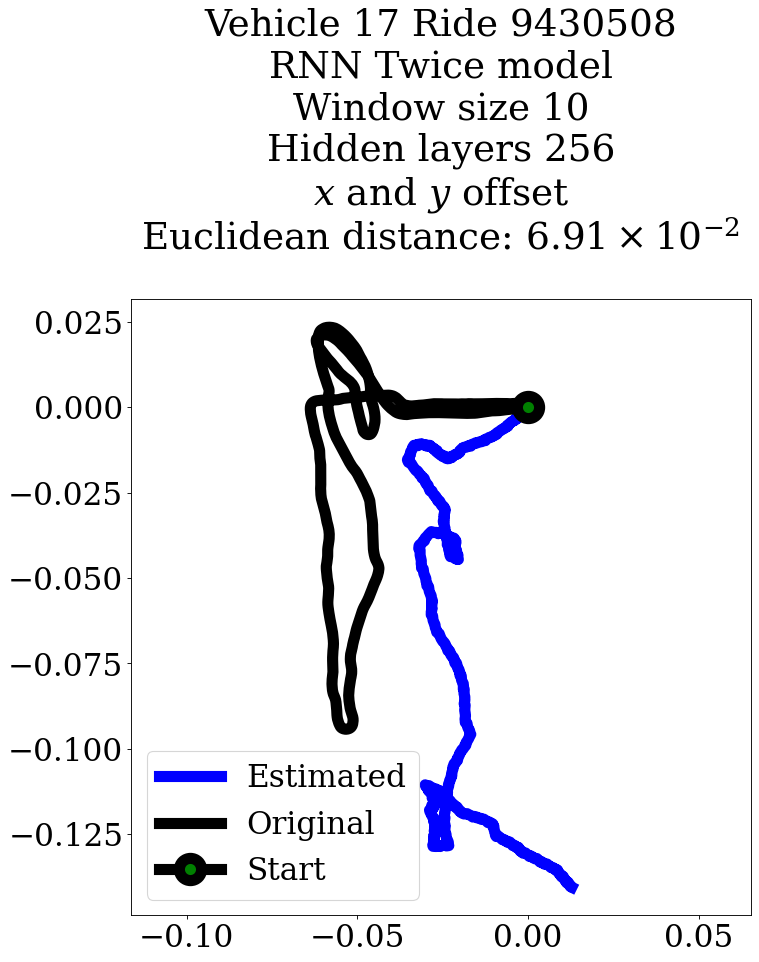 Vehicle 17 Ride 9430508
RNN Twice model
Window size 10
Hidden layers 256
x and y offset
Euclidean distance: 6.91 × 10⁻²
0.025
0.000
−0.025
−0.050
−0.075
−0.100
−0.125
Estimated
Original
Start
−0.10
−0.05
0.00
0.05